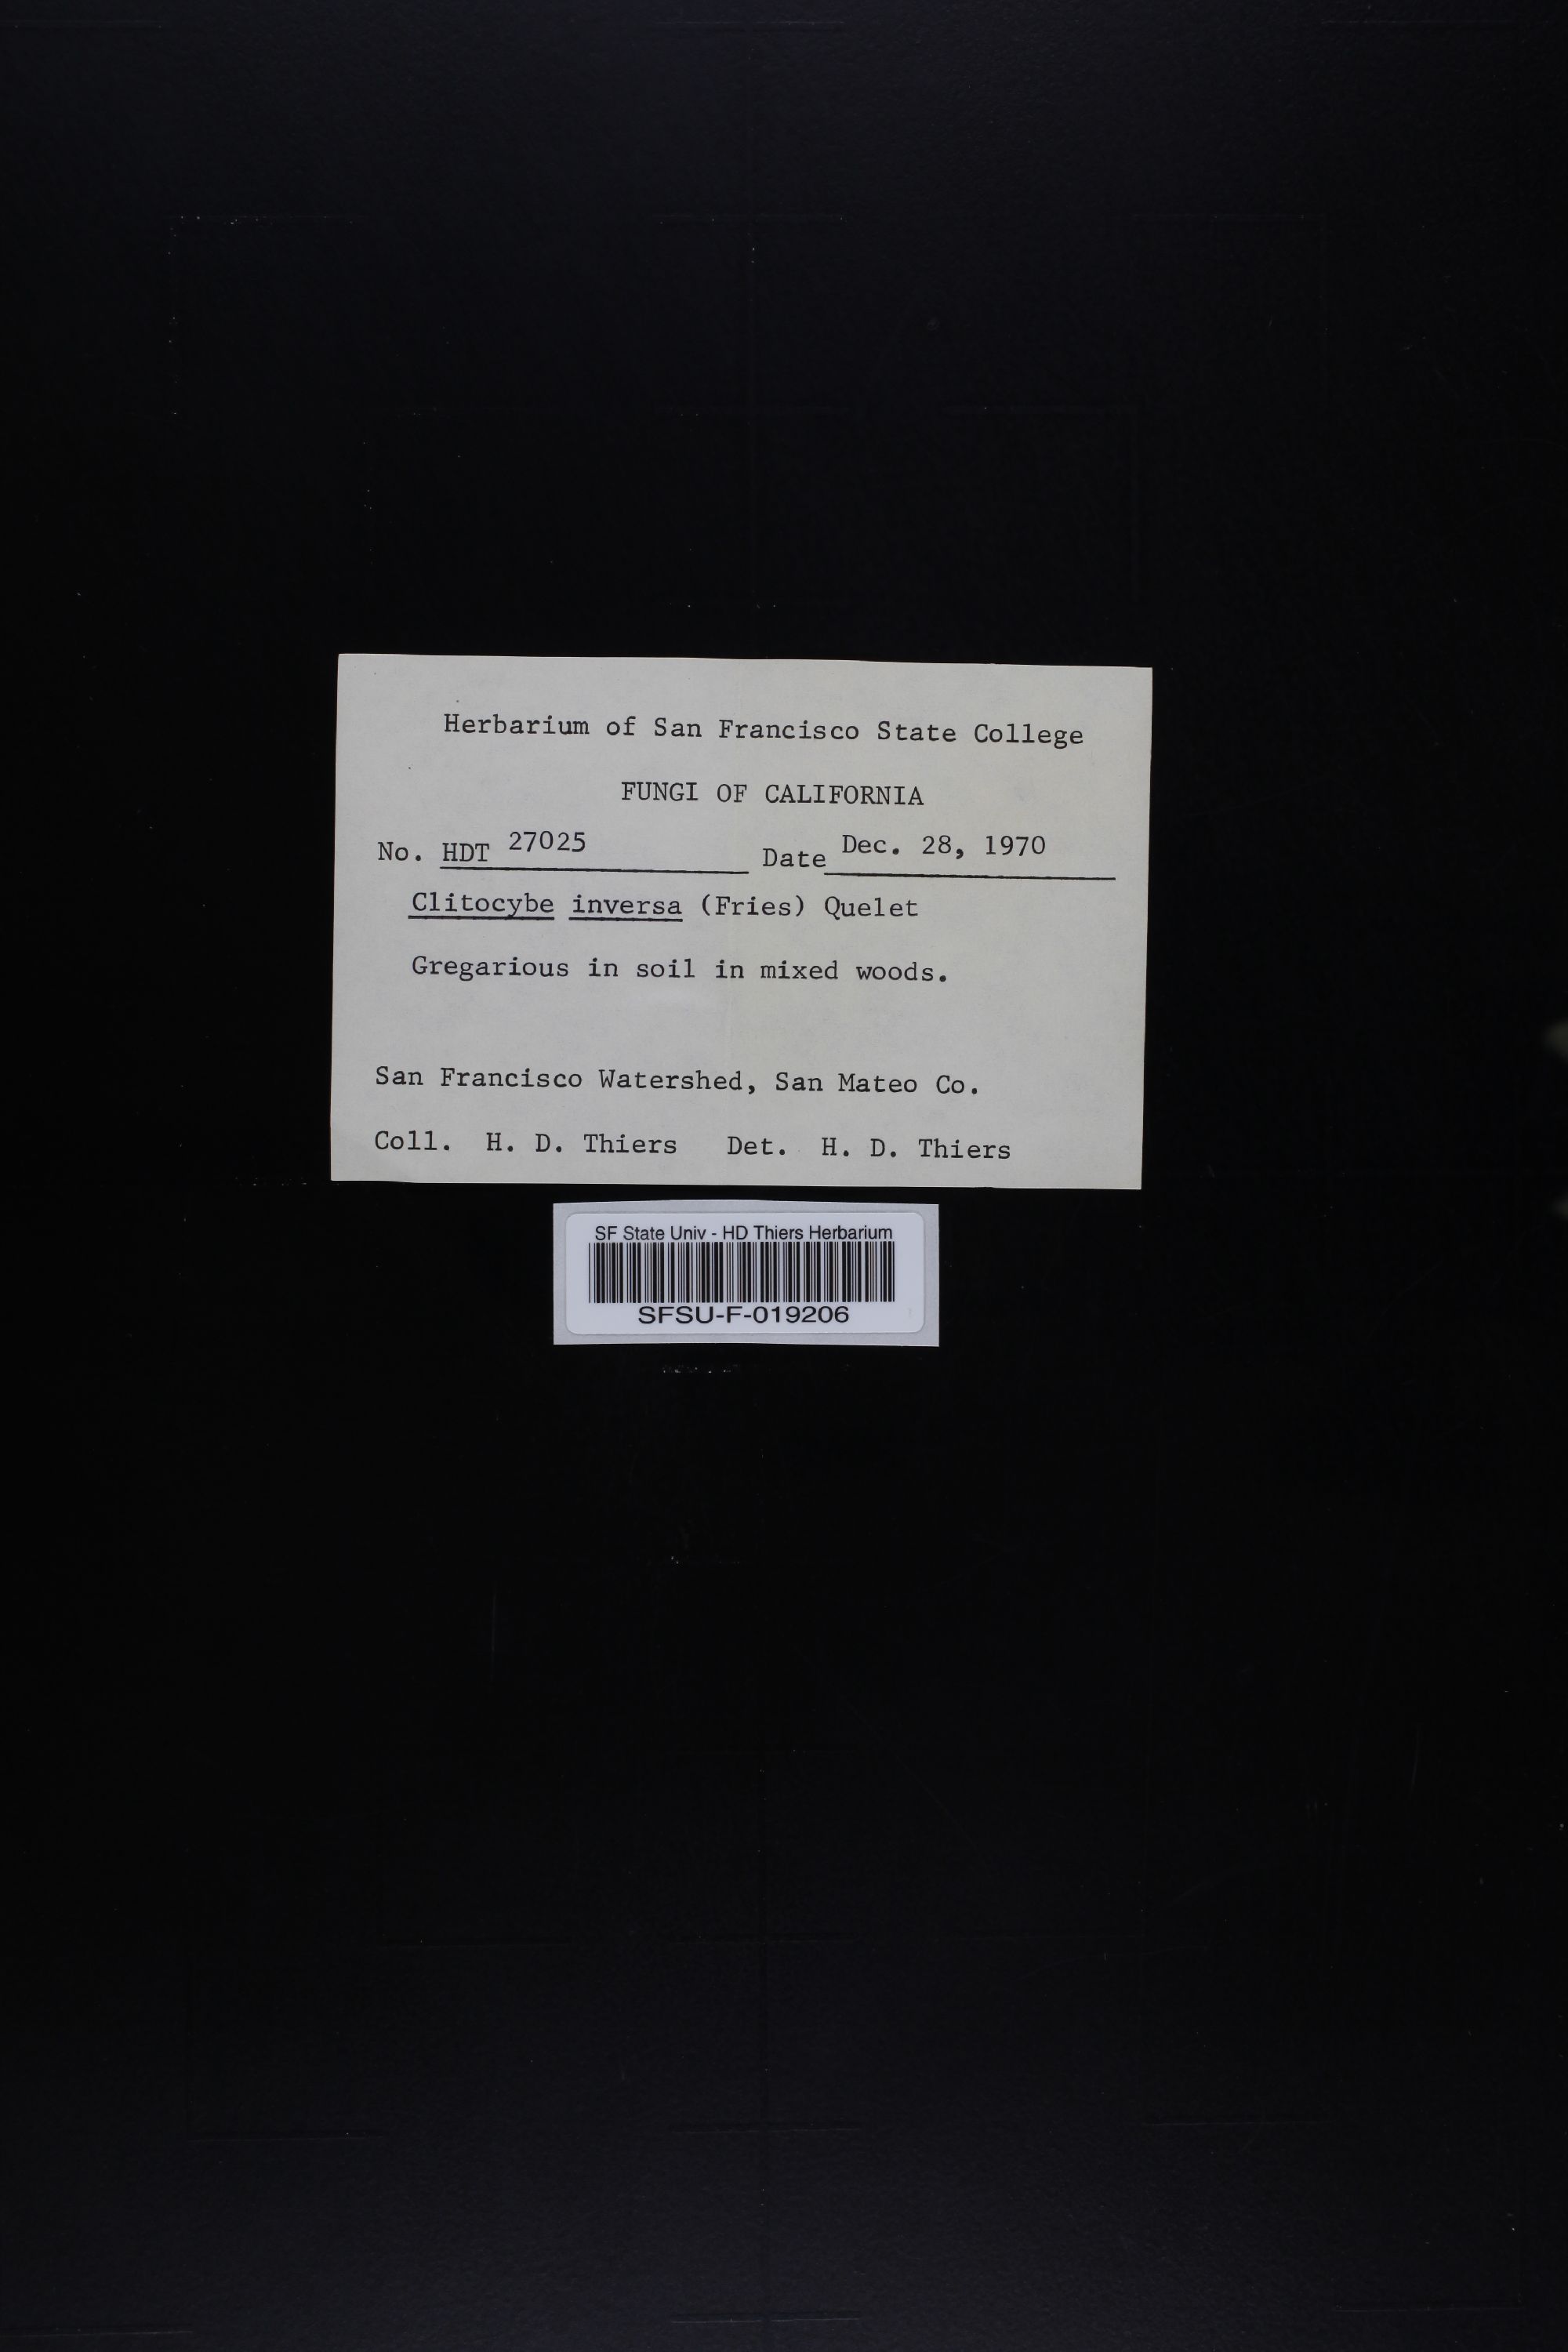 Herbarium of San Francisco State College
FUNGI OF CALIFORNIA
No. HDT 27025 Date Dec. 28, 1970
Clitocybe inversa (Fries) Quelet
Gregarious in soil in mixed woods.
San Francisco Watershed, San Mateo Co.
Coll. H. D. Thiers Det. H. D. Thiers
SF State Univ - HD Thiers Herbarium
SFSU-F-019206